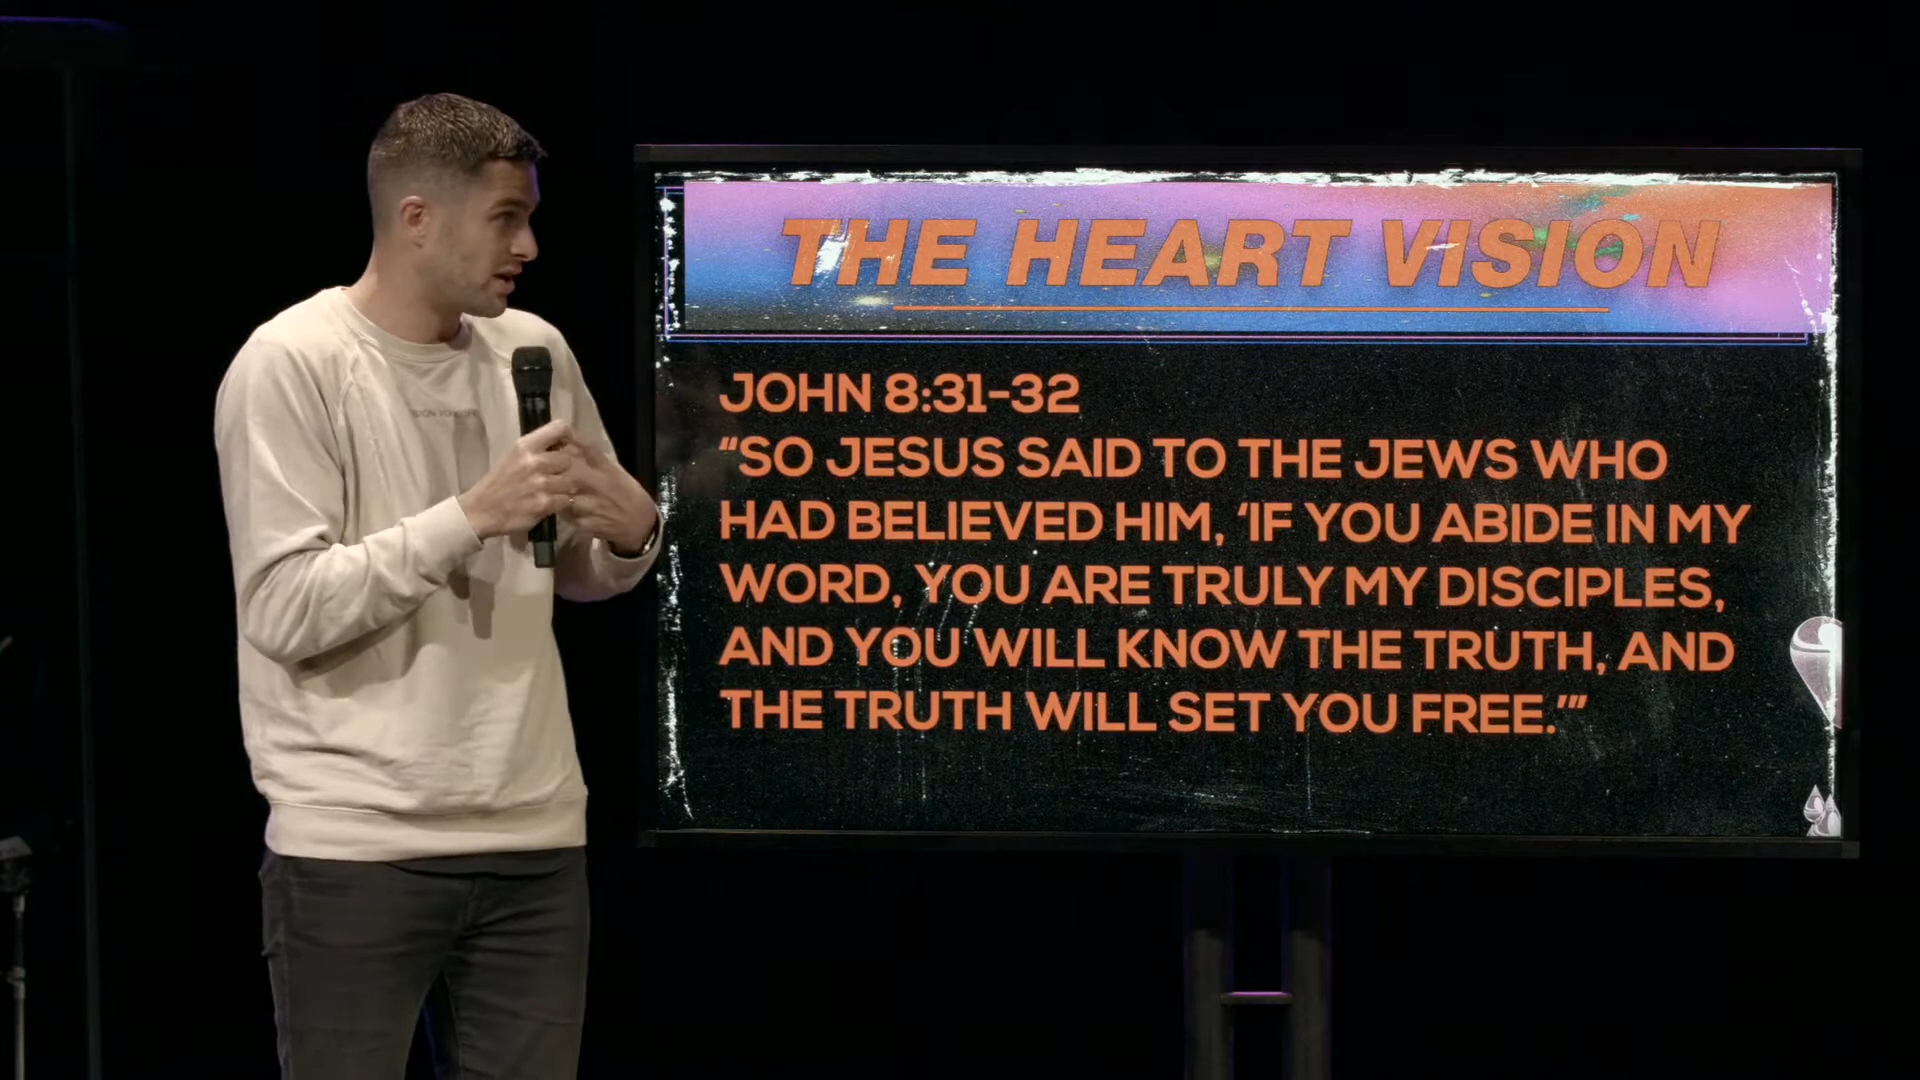 THE HEART VISION
JOHN 8:31-32
“SO JESUS SAID TO THE JEWS WHO
HAD BELIEVED HIM, ‘IF YOU ABIDE IN MY
WORD, YOU ARE TRULY MY DISCIPLES,
AND YOU WILL KNOW THE TRUTH, AND
THE TRUTH WILL SET YOU FREE.’”